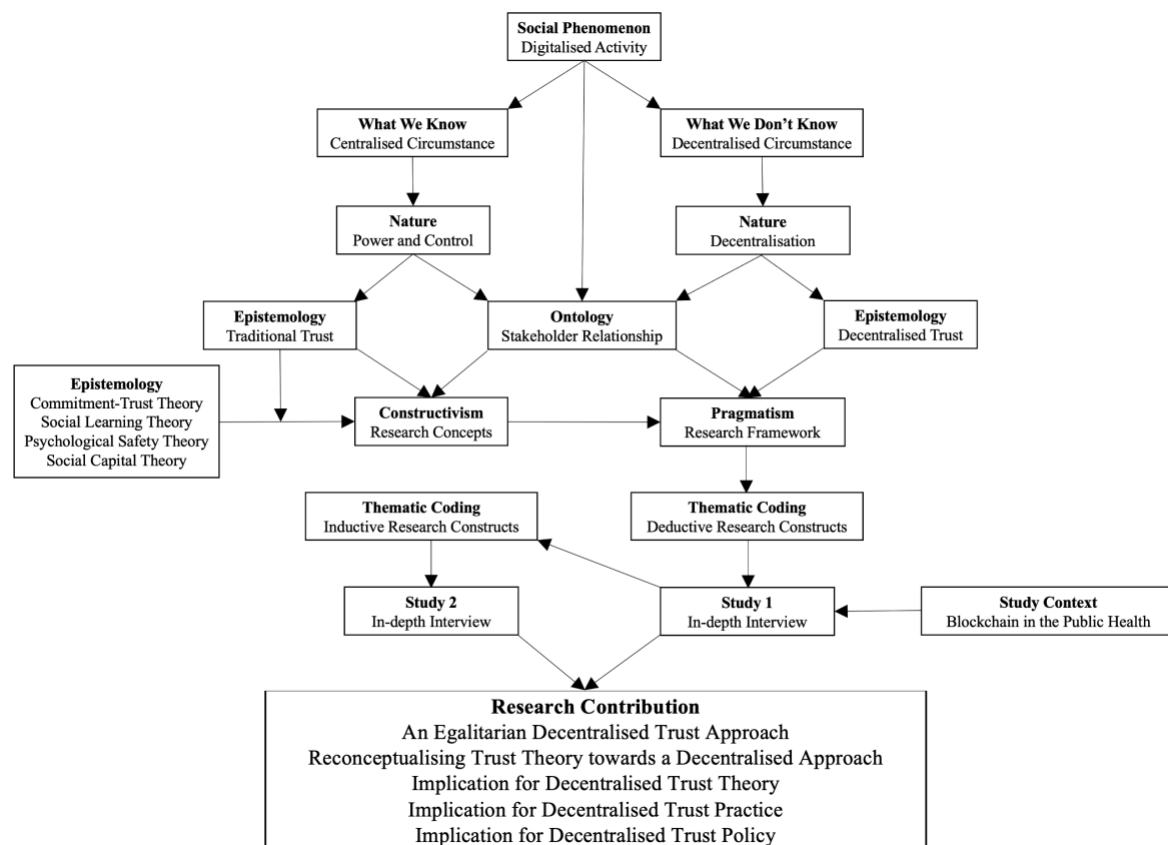 Social Phenomenon
Digitalised Activity
What We Know
Centralised Circumstance
What We Don't Know
Decentralised Circumstance
Nature
Power and Control
Nature
Decentralisation
Epistemology
Traditional Trust
Ontology
Stakeholder Relationship
Epistemology
Decentralised Trust
Epistemology
Commitment-Trust Theory
Social Learning Theory
Psychological Safety Theory
Social Capital Theory
Constructivism
Research Concepts
Pragmatism
Research Framework
Thematic Coding
Inductive Research Constructs
Thematic Coding
Deductive Research Constructs
Study 2
In-depth Interview
Study 1
In-depth Interview
Study Context
Blockchain in the Public Health
Research Contribution
An Egalitarian Decentralised Trust Approach
Reconceptualising Trust Theory towards a Decentralised Approach
Implication for Decentralised Trust Theory
Implication for Decentralised Trust Practice
Implication for Decentralised Trust Policy